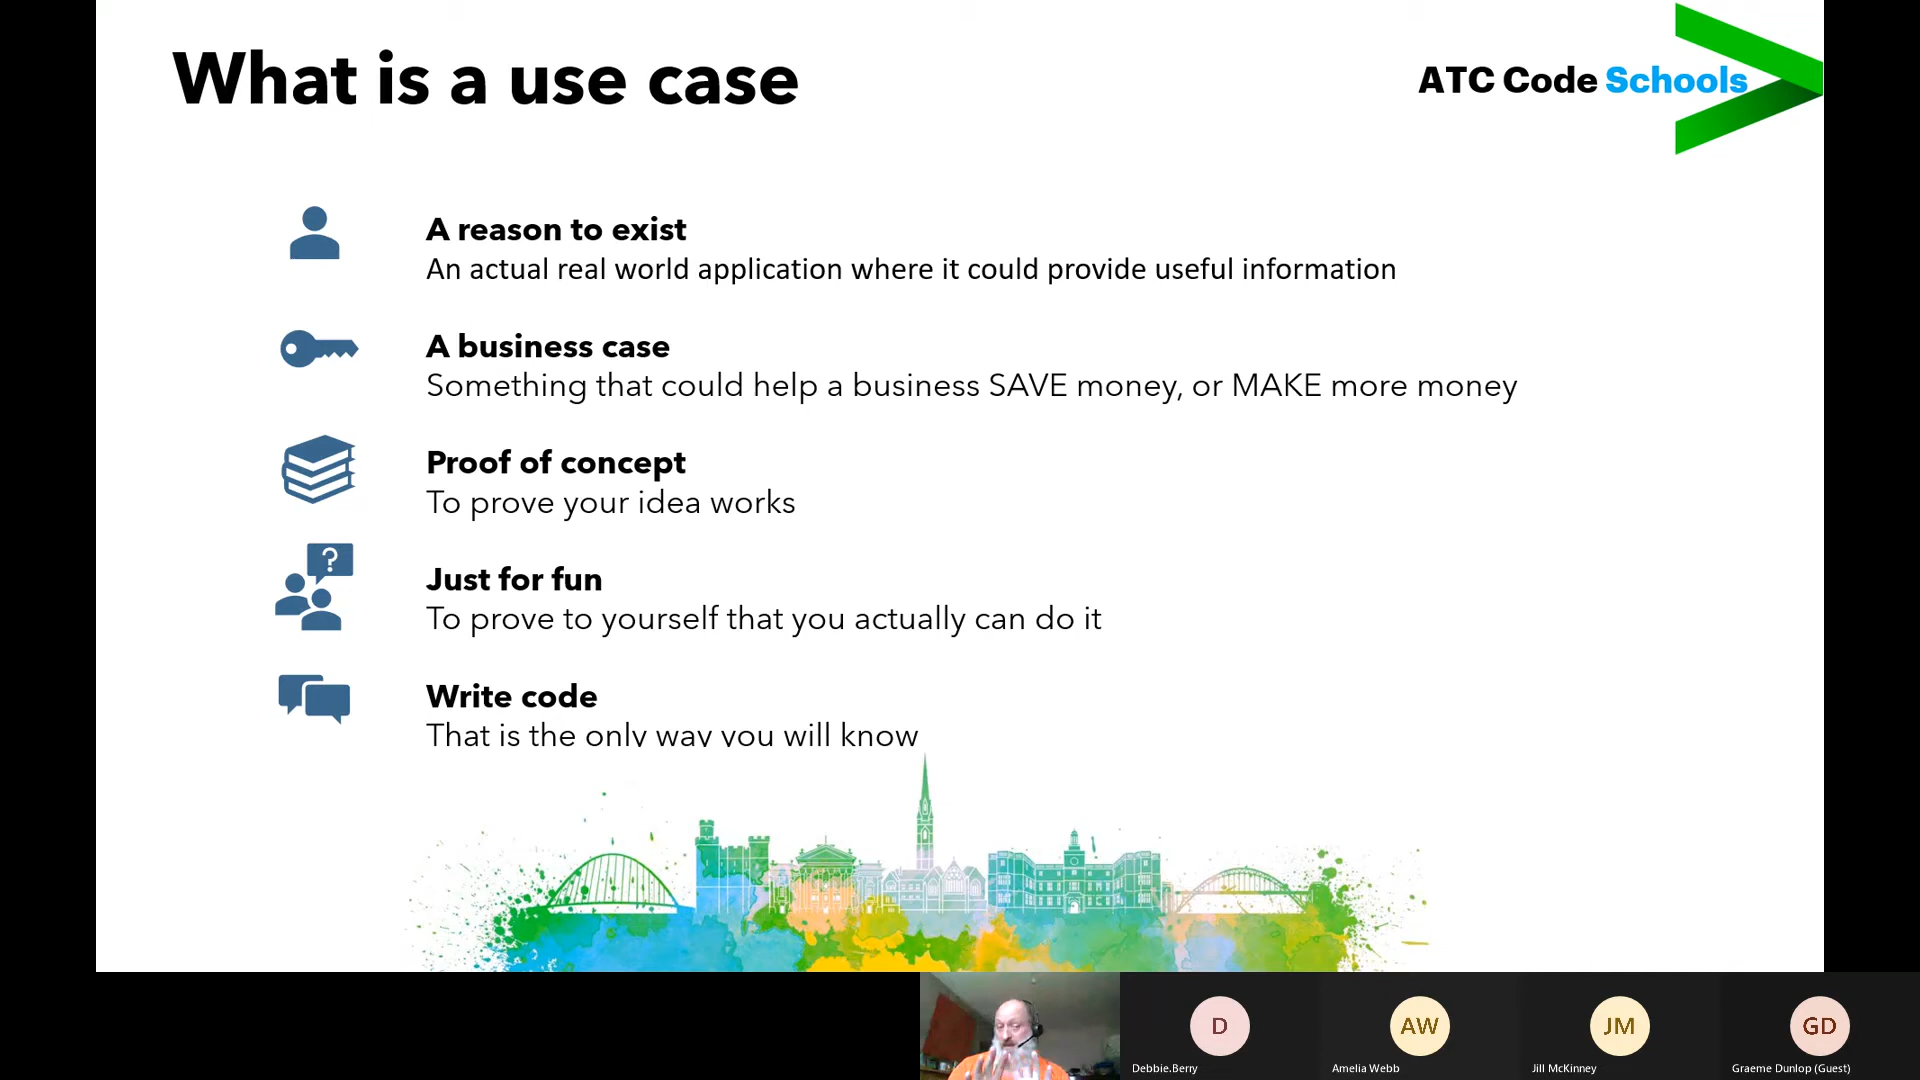 What is a use case
ATC Code Schools
A reason to exist
An actual real world application where it could provide useful information
A business case
Something that could help a business SAVE money, or MAKE more money
Proof of concept
To prove your idea works
?
Just for fun
To prove to yourself that you actually can do it
Write code
That is the only way you will know
D
AW
JM
GD
Debbie.Berry
Amelia Webb
Jill McKinney
Graeme Dunlop (Guest)